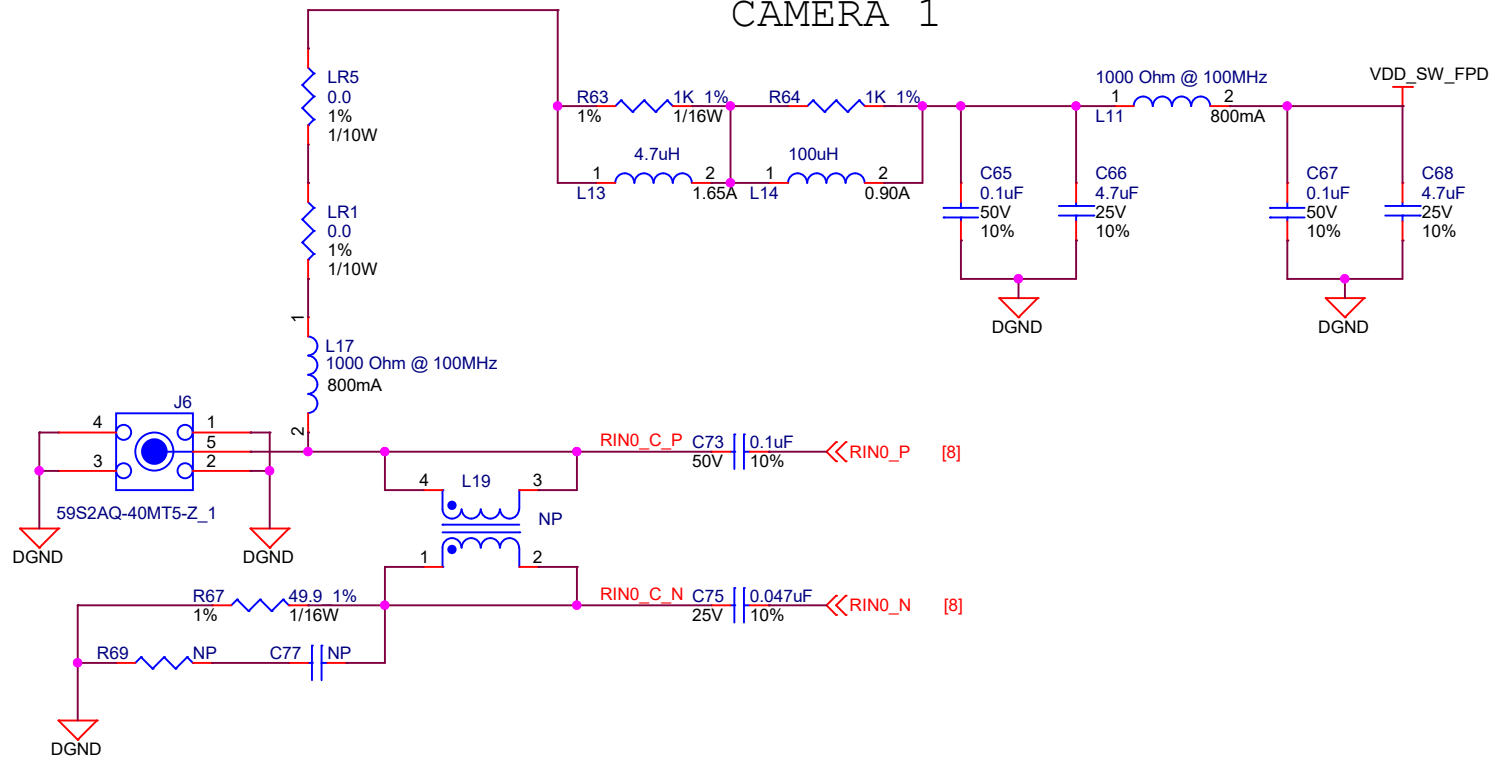 CAMERA 1
LR5
0.0
1%
1/10W
LR1
0.0
1%
1/10W
1
L17
1000 Ohm @ 100MHz
800mA
2
R63
1%
1K 1%
1/16W
R64
1K 1%
4.7uH
1
2
L13
1.65A
100uH
1
2
L14
0.90A
1000 Ohm @ 100MHz
1
2
L11
800mA
VDD_SW_FPD
C65
0.1uF
50V
10%
C66
4.7uF
25V
10%
DGND
C67
0.1uF
50V
10%
C68
4.7uF
25V
10%
DGND
J6
4
1
5
3
2
59S2AQ-40MT5-Z_1
DGND
DGND
RIN0_C_P
C73
0.1uF
50V
10%
RIN0_P
[8]
4
L19
3
NP
1
2
RIN0_C_N
C75
0.047uF
25V
10%
RIN0_N
[8]
R67
49.9 1%
1%
1/16W
R69
NP
C77
NP
DGND